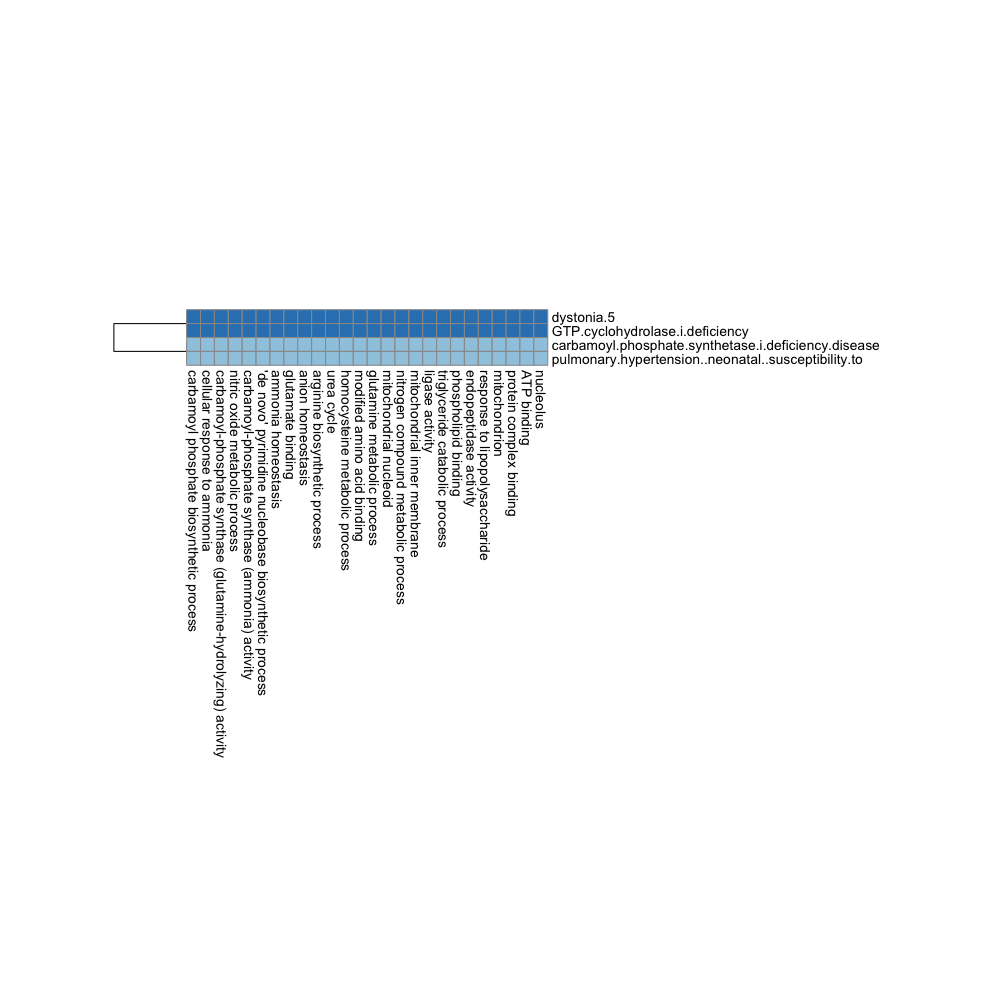 dystonia.5
GTP.cyclohydrolase.i.deficiency
carbamoyl.phosphate.synthetase.i.deficiency.disease
pulmonary.hypertension..neonatal..susceptibility.to
carbamoyl phosphate biosynthetic process
cellular response to ammonia
carbamoyl-phosphate synthase (glutamine-hydrolyzing) activity
nitric oxide metabolic process
carbamoyl-phosphate synthase (ammonia) activity
'de novo' pyrimidine nucleobase biosynthetic process
ammonia homeostasis
glutamate binding
anion homeostasis
arginine biosynthetic process
urea cycle
homocysteine metabolic process
modified amino acid binding
glutamine metabolic process
mitochondrial nucleoid
nitrogen compound metabolic process
mitochondrial inner membrane
ligase activity
triglyceride catabolic process
phospholipid binding
endopeptidase activity
response to lipopolysaccharide
mitochondrion
protein complex binding
ATP binding
nucleolus